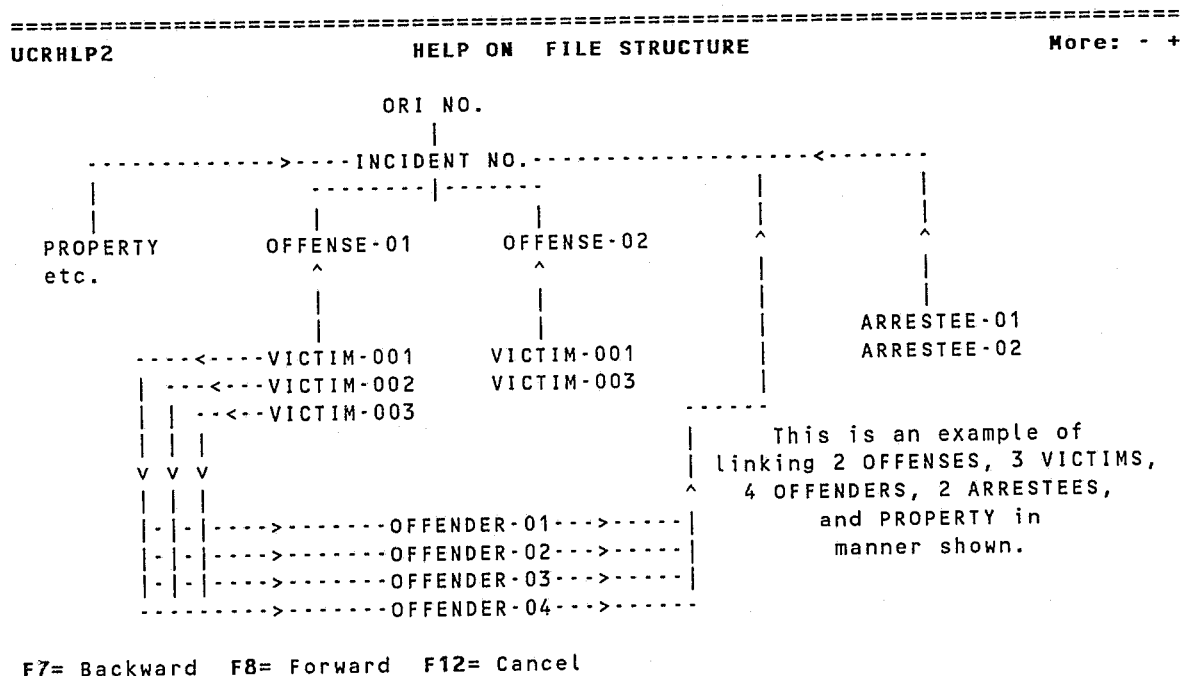 UCRHLP2 HELP ON FILE STRUCTURE More: - +
ORI NO.
INCIDENT NO.
PROPERTY OFFENSE-01 OFFENSE-02
etc.
ARRESTEE-01
VICTIM-001 VICTIM-001 ARRESTEE-02
VICTIM-002 VICTIM-003
VICTIM-003
This is an example of
linking 2 OFFENSES, 3 VICTIMS,
4 OFFENDERS, 2 ARRESTEES,
and PROPERTY in
manner shown.
OFFENDER-01
OFFENDER-02
OFFENDER-03
OFFENDER-04
F7= Backward F8= Forward F12= Cancel